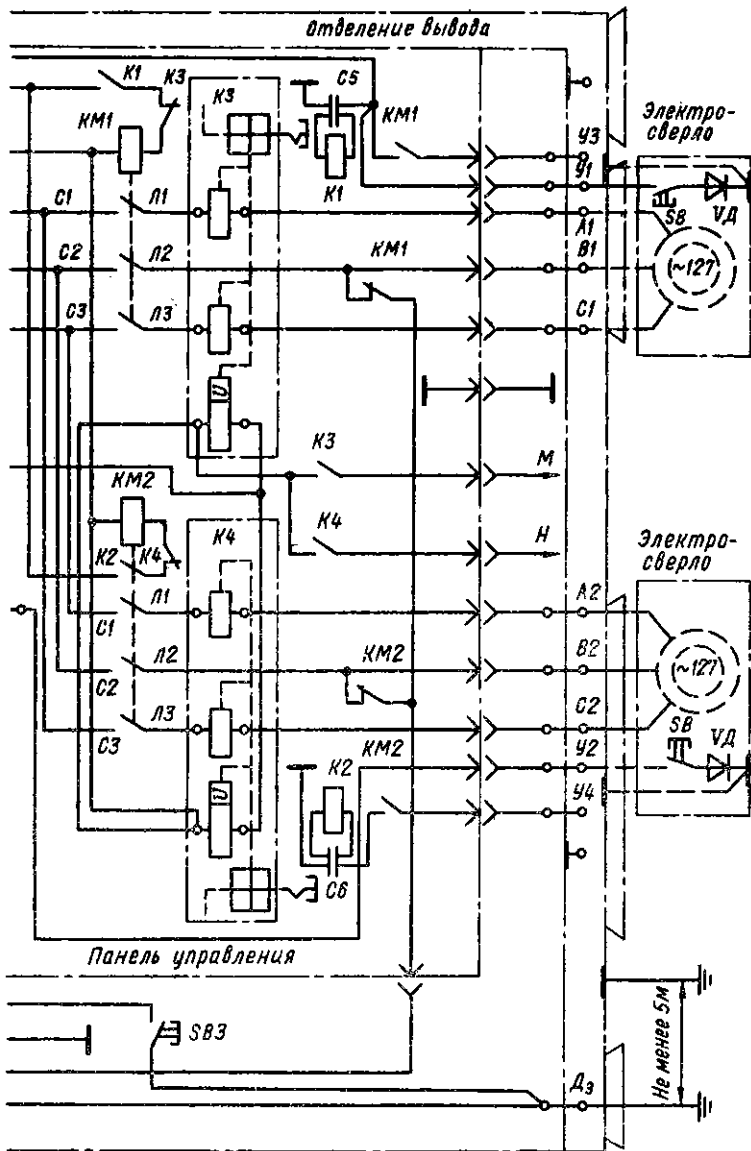 Отделение вывода
К1
К3
К3
С5
КМ1
КМ1
К1
У3
У1
Электро-
сверло
SB
VД
С1
Л1
А1
С2
Л2
КМ1
В1
~127
С3
Л3
С1
U
К3
М
КМ2
К4
К4
Н
К2
К4
Электро-
сверло
Л1
А2
С1
Л2
КМ2
В2
~127
С2
Л3
С2
С3
КМ2
SB
VД
К2
У2
U
У4
С6
Панель управления
SB3
Не менее 5м
Дз